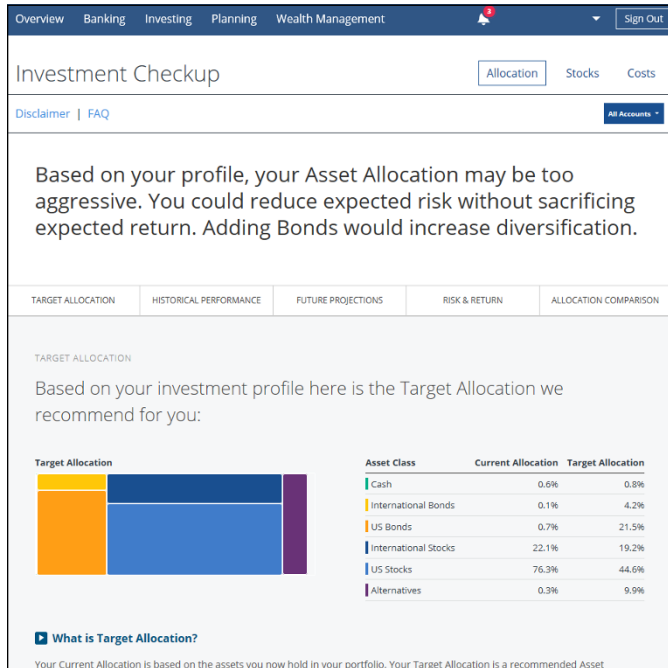 Overview Banking Investing Planning Wealth Management 3 Sign Out
Investment Checkup Allocation Stocks Costs
Disclaimer | FAQ All Accounts
Based on your profile, your Asset Allocation may be too
aggressive. You could reduce expected risk without sacrificing
expected return. Adding Bonds would increase diversification.
TARGET ALLOCATION HISTORICAL PERFORMANCE FUTURE PROJECTIONS RISK & RETURN ALLOCATION COMPARISON
TARGET ALLOCATION
Based on your investment profile here is the Target Allocation we
recommend for you:
Target Allocation
Asset Class Current Allocation Target Allocation
Cash 0.6% 0.8%
International Bonds 0.1% 4.2%
US Bonds 0.7% 21.5%
International Stocks 22.1% 19.2%
US Stocks 76.3% 44.6%
Alternatives 0.3% 9.9%
What is Target Allocation?
Your Current Allocation is based on the assets you now hold in your portfolio. Your Target Allocation is a recommended Asset